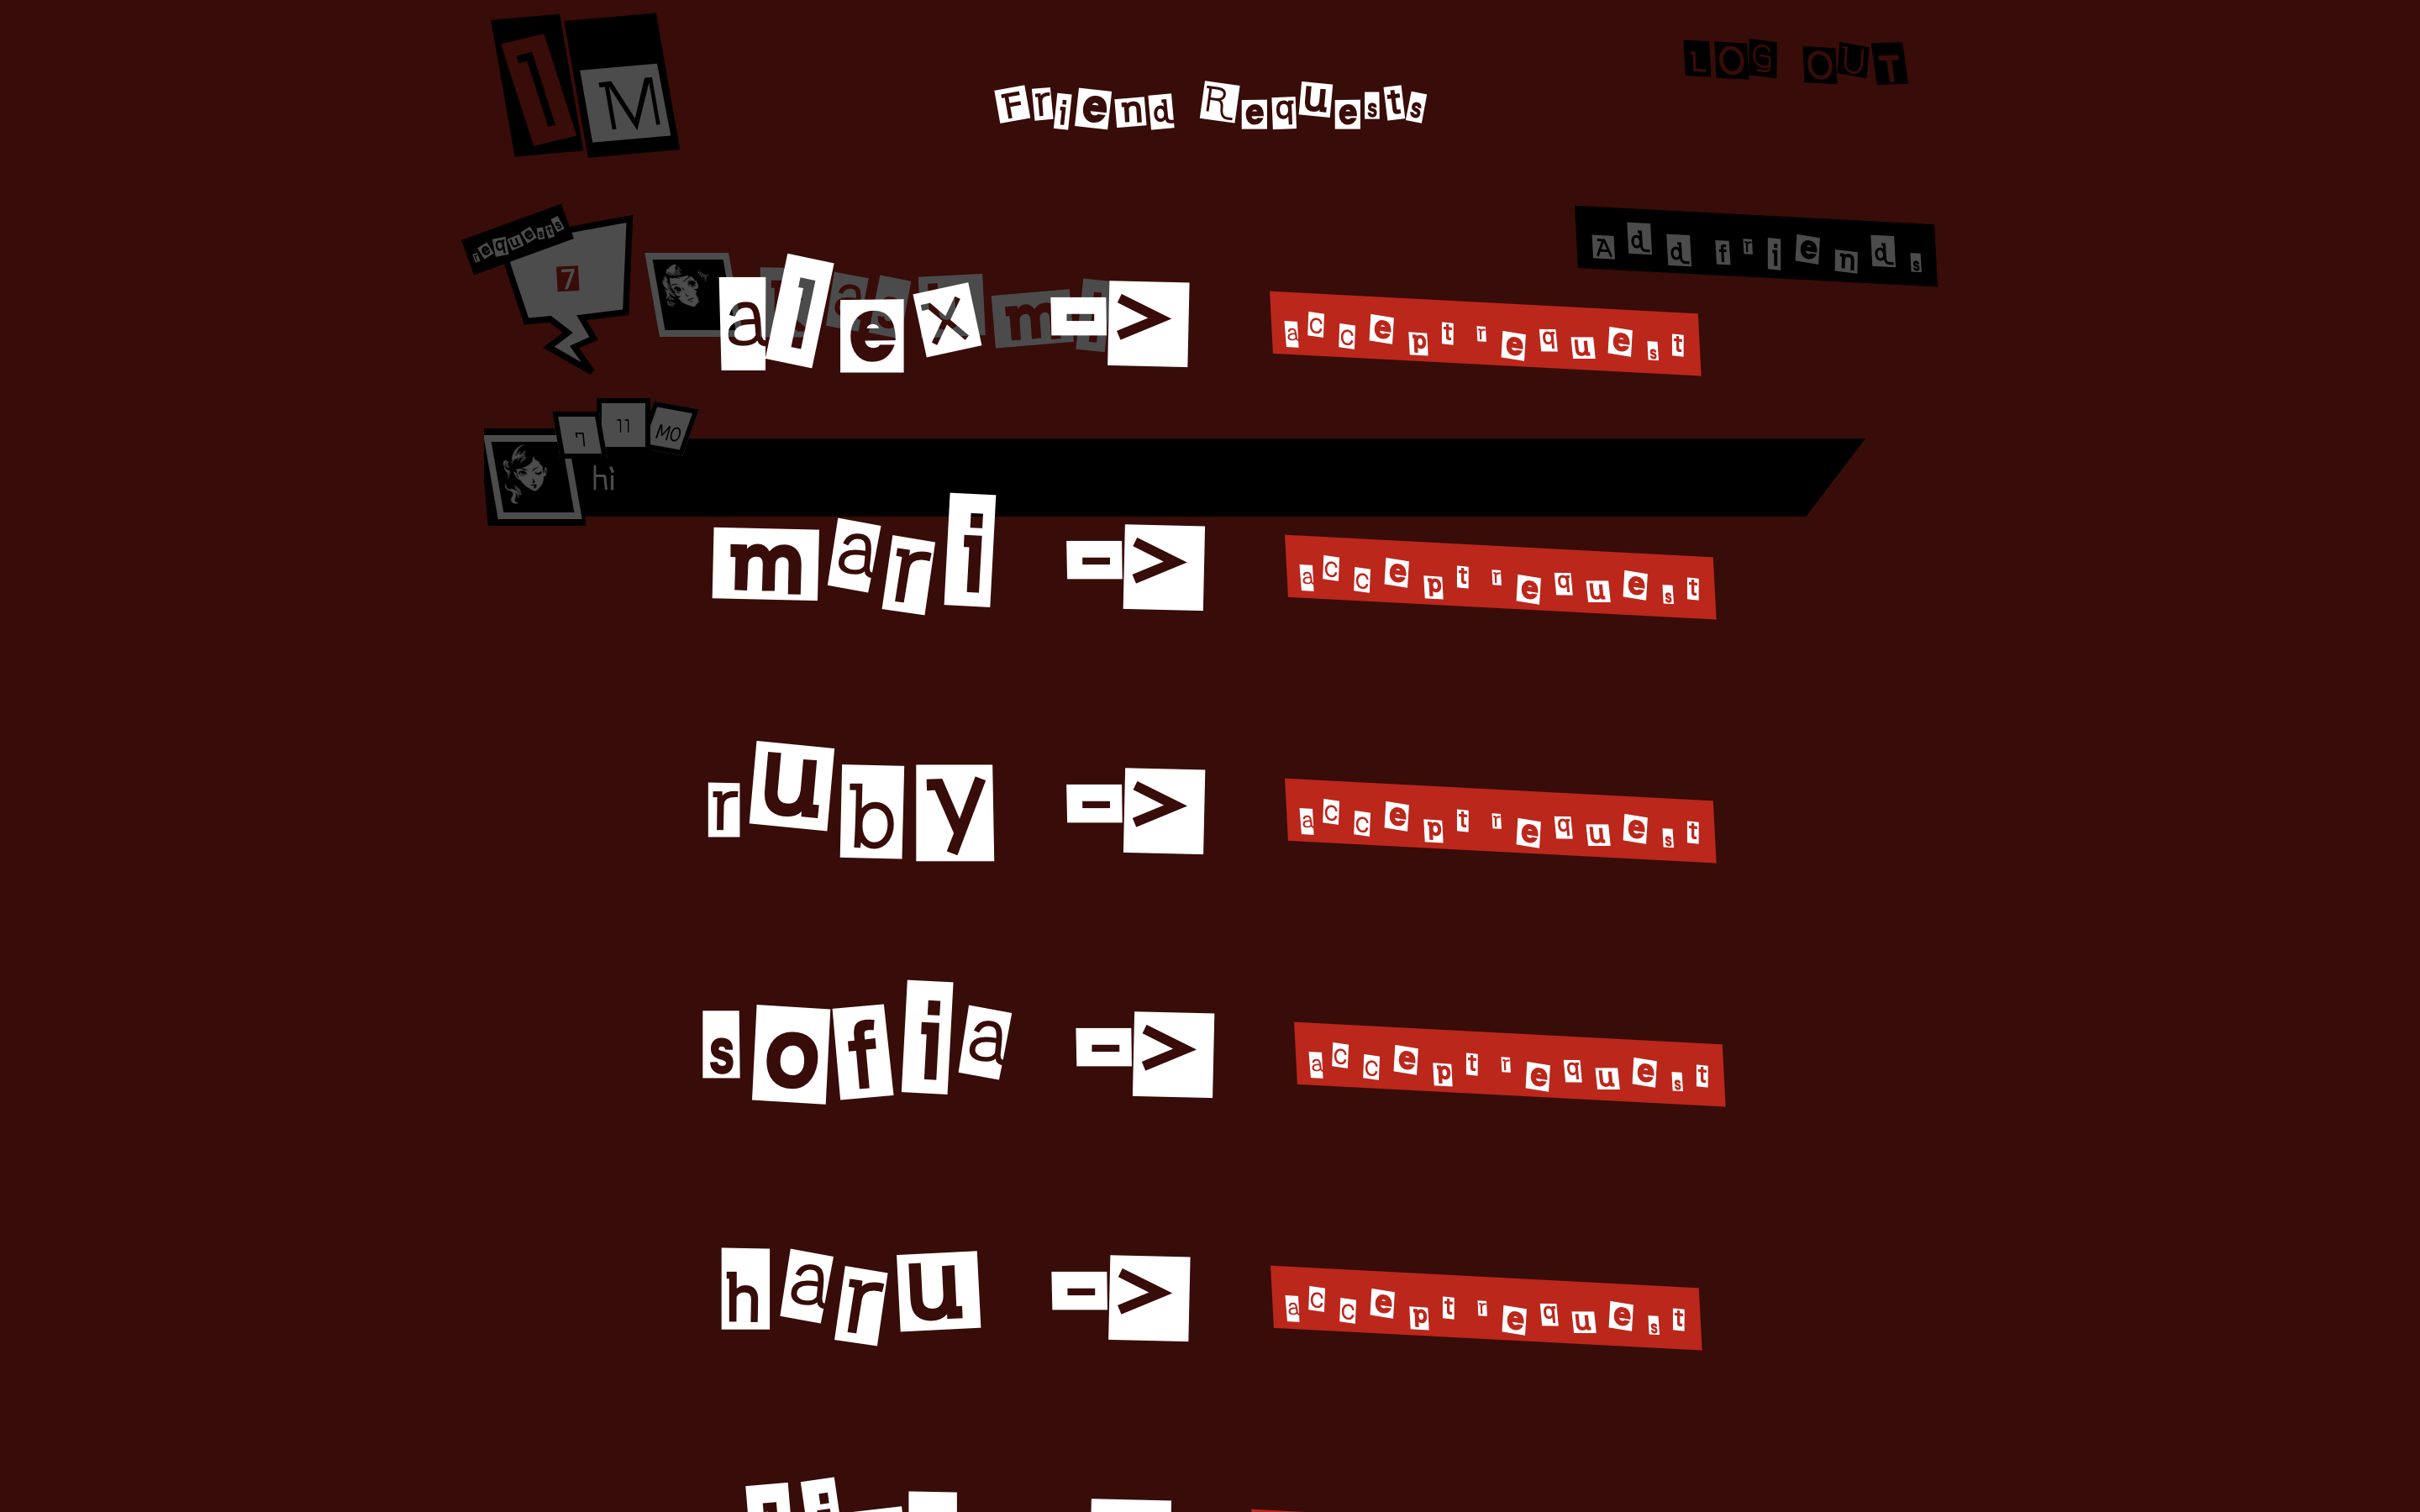 IM
LOG OUT
Friend Requests
requests
7
Add friends
alex -> accept request
7 11 MO
hi
mari -> accept request
ruby -> accept request
sofia -> accept request
haru -> accept request